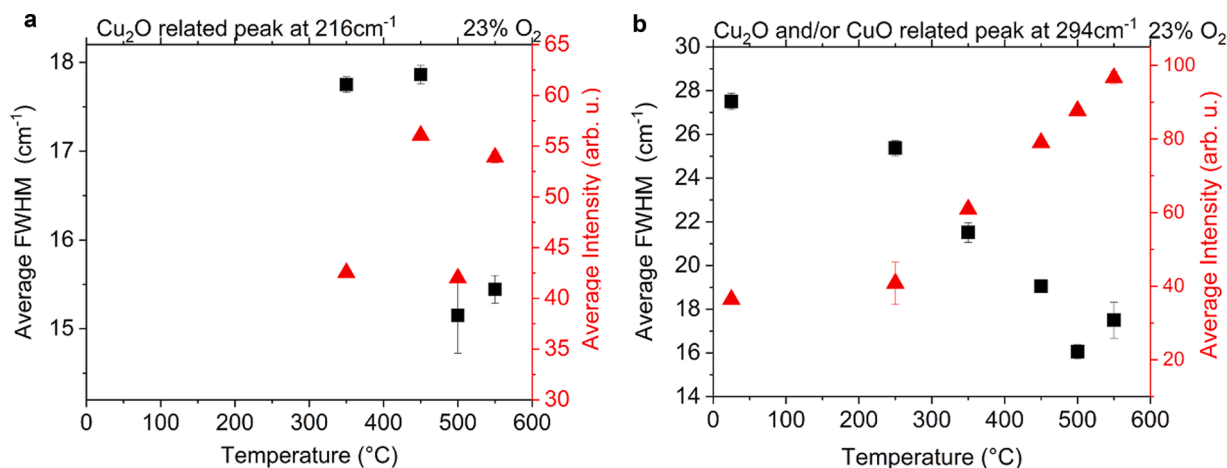 a
Cu₂O related peak at 216cm⁻¹ 23% O₂
Average FWHM (cm⁻¹)
18
17
16
15
65
60
55
50
45
40
35
30
Average Intensity (arb. u.)
0 100 200 300 400 500 600
Temperature (°C)
b
Cu₂O and/or CuO related peak at 294cm⁻¹ 23% O₂
Average FWHM (cm⁻¹)
30
28
26
24
22
20
18
16
14
100
80
60
40
20
Average Intensity (arb. u.)
0 100 200 300 400 500 600
Temperature (°C)